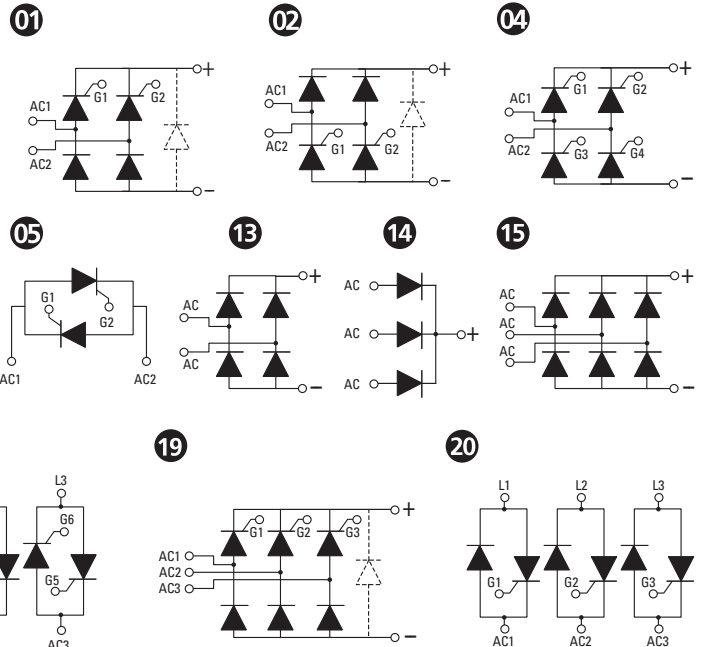 01
02
04
+
AC1
G1
G2
AC2
−
+
AC1
AC2
G1
G2
−
+
G1
G2
AC1
AC2
G3
G4
−
05
13
14
15
G1
G2
AC1
AC2
+
AC
AC
−
AC
AC
+
AC
+
AC
AC
AC
−
19
20
L3
G6
G5
AC3
+
G1
G2
G3
AC1
AC2
AC3
−
L1
L2
L3
G1
G2
G3
AC1
AC2
AC3